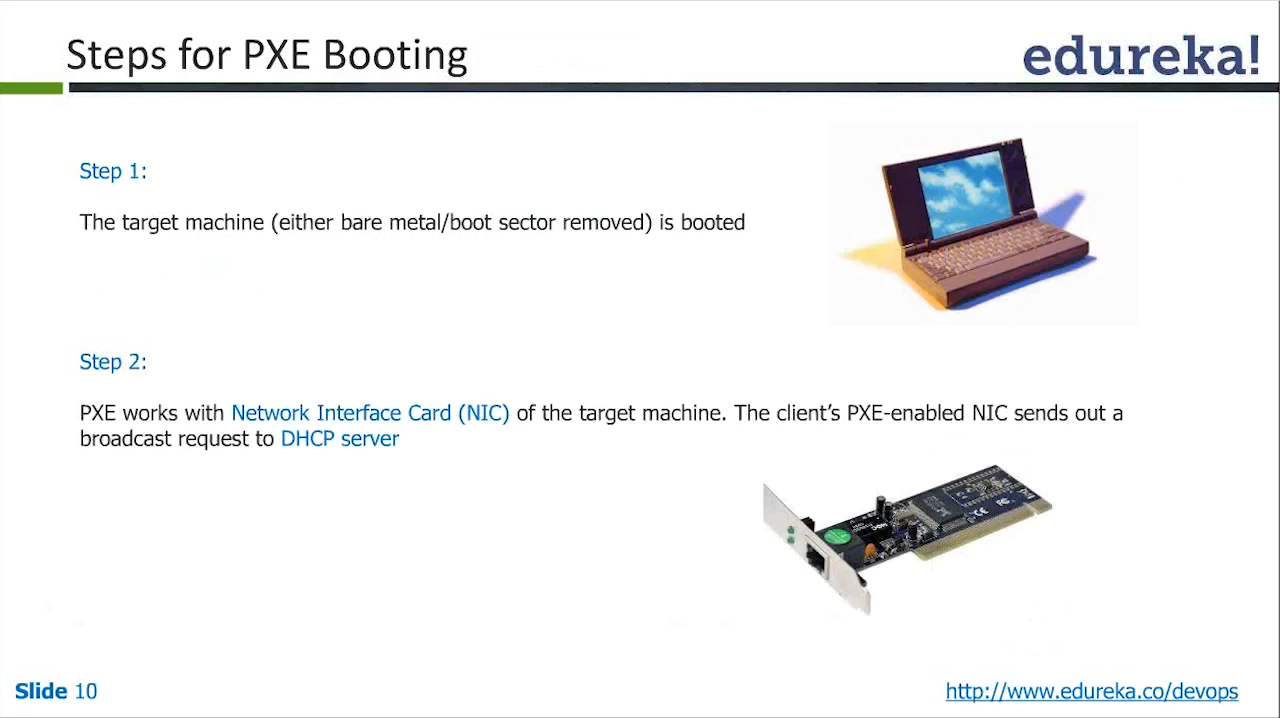 Steps for PXE Booting
edureka!
Step 1:
The target machine (either bare metal/boot sector removed) is booted
Step 2:
PXE works with Network Interface Card (NIC) of the target machine. The client's PXE-enabled NIC sends out a
broadcast request to DHCP server
Slide 10
http://www.edureka.co/devops